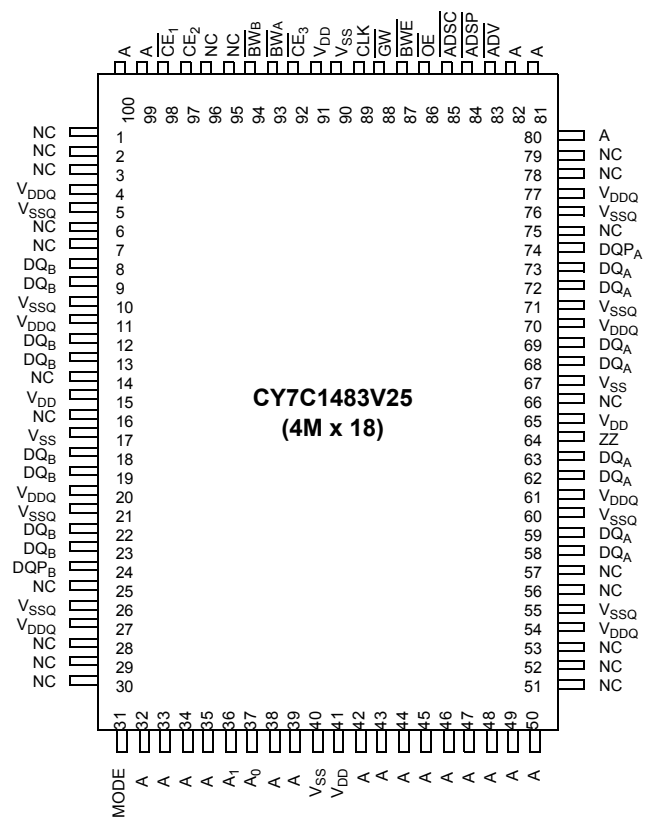 A A CE1 CE2 NC NC BWB BWA CE3 VDD VSS CLK GW BWE OE ADSC ADSP ADV A A
100 99 98 97 96 95 94 93 92 91 90 89 88 87 86 85 84 83 82 81
NC 1
NC 2
NC 3
VDDQ 4
VSSQ 5
NC 6
NC 7
DQB 8
DQB 9
VSSQ 10
VDDQ 11
DQB 12
DQB 13
NC 14
VDD 15
NC 16
VSS 17
DQB 18
DQB 19
VDDQ 20
VSSQ 21
DQB 22
DQB 23
DQPB 24
NC 25
VSSQ 26
VDDQ 27
NC 28
NC 29
NC 30
CY7C1483V25
(4M x 18)
80 A
79 NC
78 NC
77 VDDQ
76 VSSQ
75 NC
74 DQPA
73 DQA
72 DQA
71 VSSQ
70 VDDQ
69 DQA
68 DQA
67 VSS
66 NC
65 VDD
64 ZZ
63 DQA
62 DQA
61 VDDQ
60 VSSQ
59 DQA
58 DQA
57 NC
56 NC
55 VSSQ
54 VDDQ
53 NC
52 NC
51 NC
31 32 33 34 35 36 37 38 39 40 41 42 43 44 45 46 47 48 49 50
MODE A A A A A1 A0 A A VSS VDD A A A A A A A A A